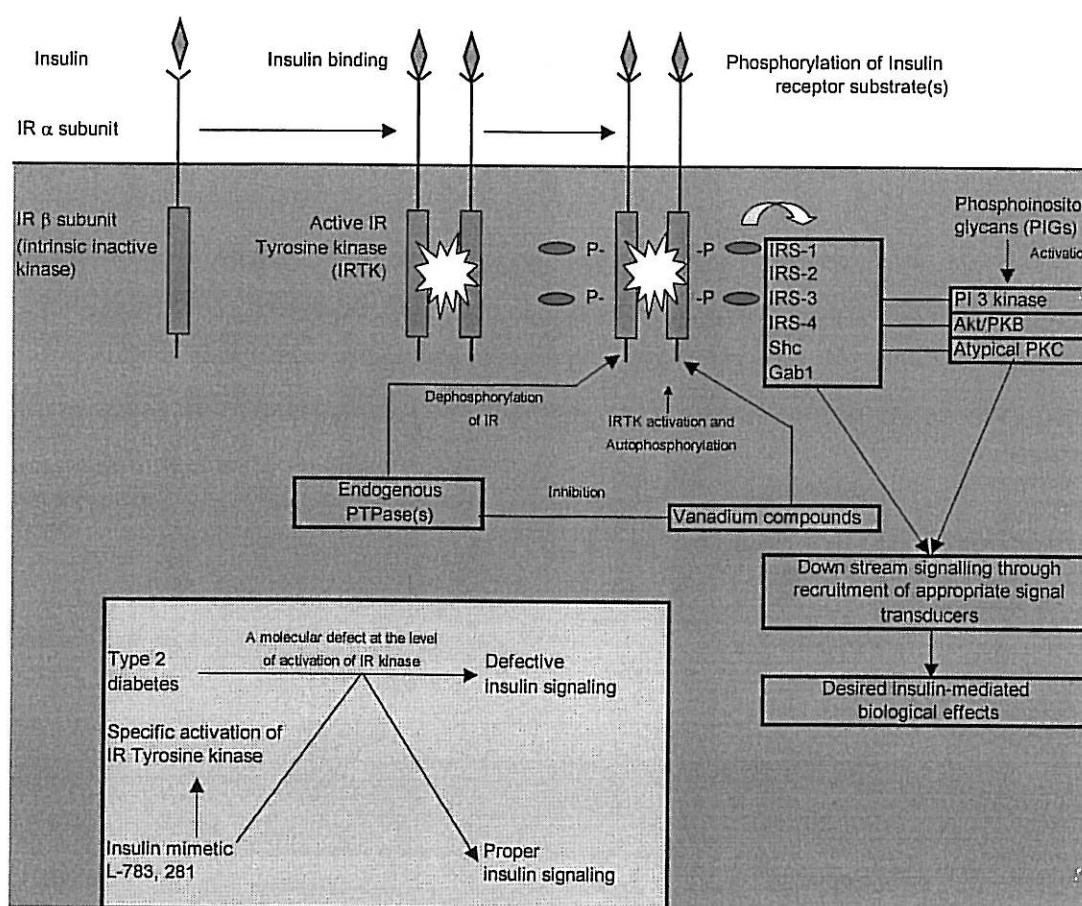 Insulin
Insulin binding
Phosphorylation of Insulin
receptor substrate(s)
IR α subunit
IR β subunit
(intrinsic inactive
kinase)
Active IR
Tyrosine kinase
(IRTK)
P-
P-
-P
-P
IRS-1
IRS-2
IRS-3
IRS-4
Shc
Gab1
Phosphoinosito
glycans (PIGs)
Activatio
PI 3 kinase
Akt/PKB
Atypical PKC
Dephosphorylation
of IR
IRTK activation and
Autophosphorylation
Endogenous
PTPase(s)
Inhibition
Vanadium compounds
Down stream signalling through
recruitment of appropriate signal
transducers
Desired insulin-mediated
biological effects
A molecular defect at the level
of activation of IR kinase
Type 2
diabetes
Defective
insulin signaling
Specific activation of
IR Tyrosine kinase
Insulin mimetic
L-783, 281
Proper
insulin signaling